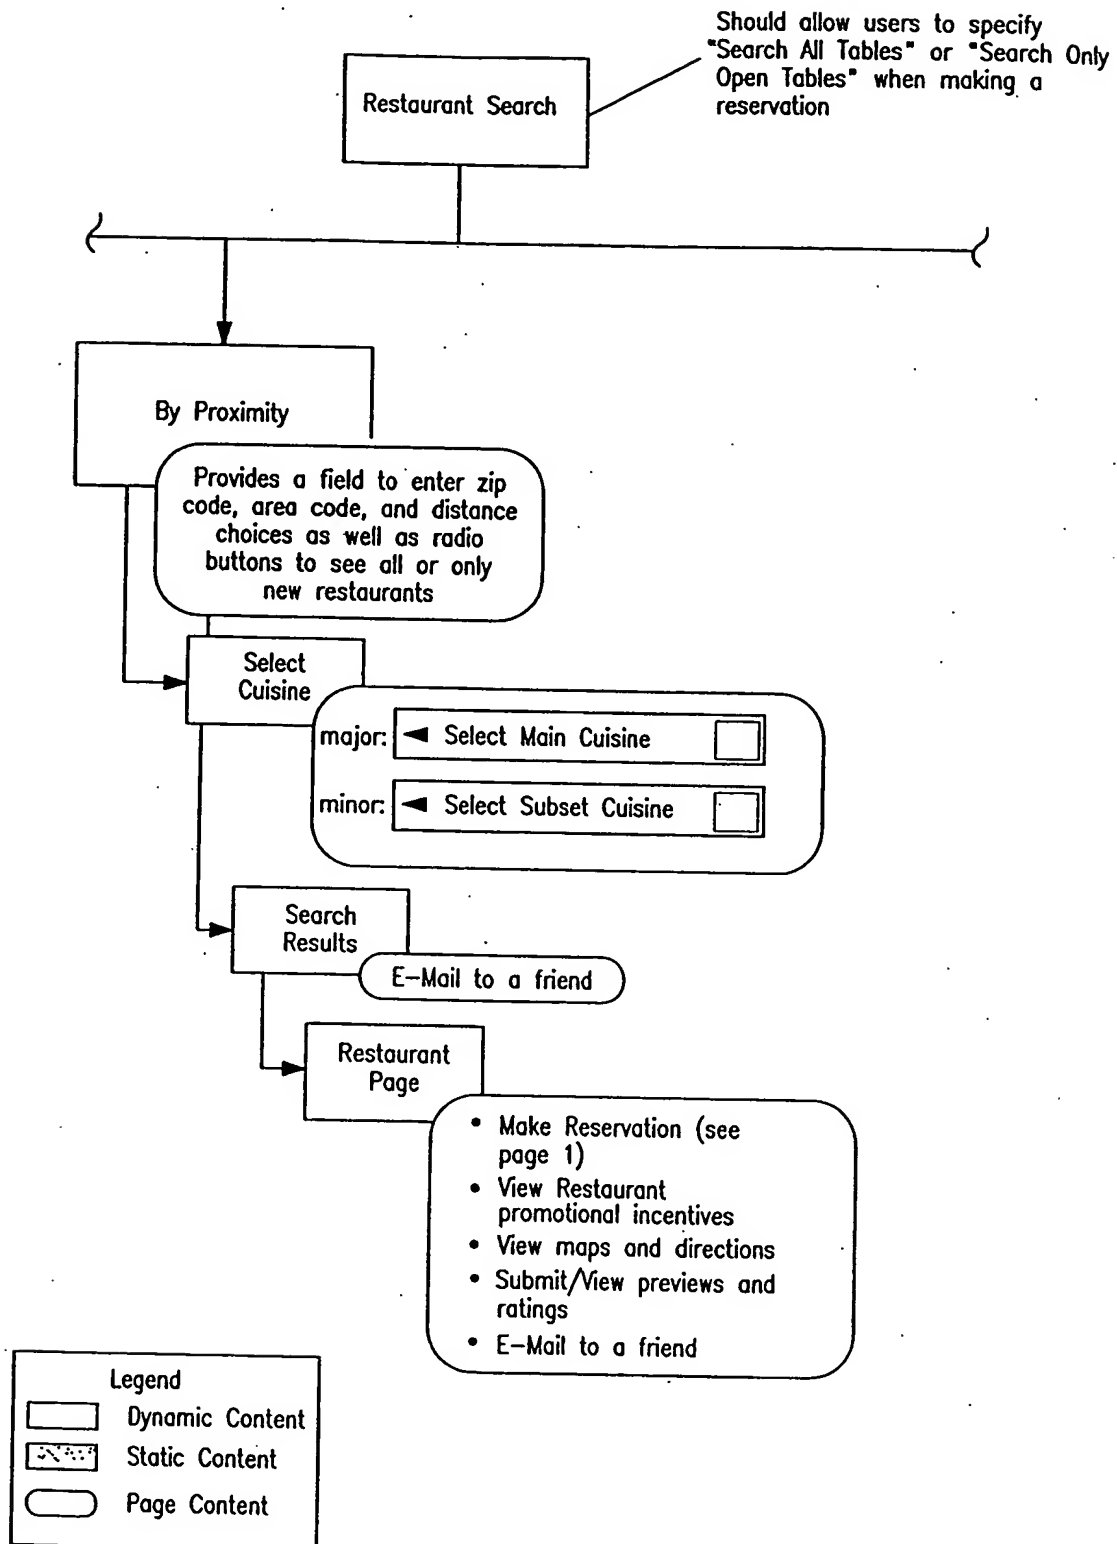 Should allow users to specify
"Search All Tables" or "Search Only
Open Tables" when making a
reservation
Restaurant Search
By Proximity
Provides a field to enter zip
code, area code, and distance
choices as well as radio
buttons to see all or only
new restaurants
Select
Cuisine
major: Select Main Cuisine
minor: Select Subset Cuisine
Search
Results
E-Mail to a friend
Restaurant
Page
• Make Reservation (see
page 1)
• View Restaurant
promotional incentives
• View maps and directions
• Submit/View previews and
ratings
• E-Mail to a friend
Legend
Dynamic Content
Static Content
Page Content